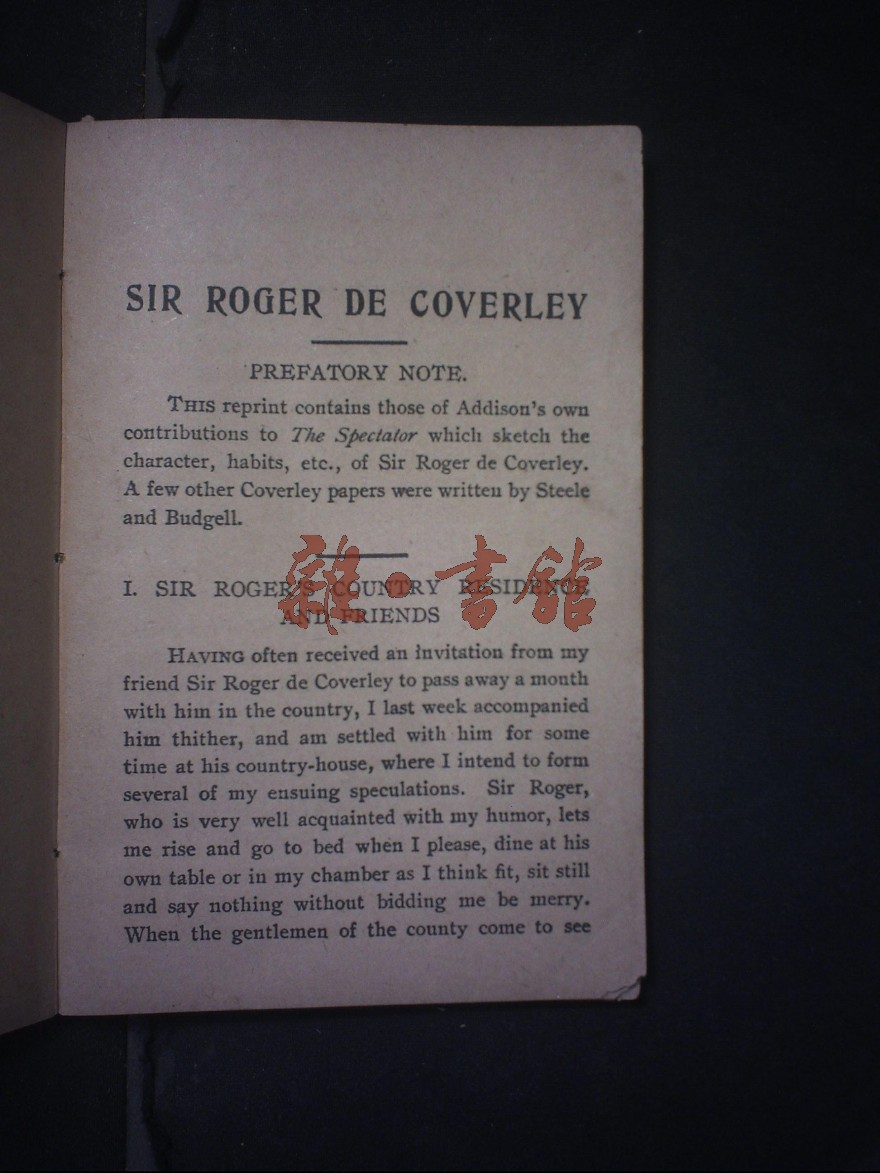 SIR ROGER DE COVERLEY
PREFATORY NOTE.
THIS reprint contains those of Addison's own
contributions to The Spectator which sketch the
character, habits, etc., of Sir Roger de Coverley.
A few other Coverley papers were written by Steele
and Budgell.
雜·書館
I. SIR ROGER'S COUNTRY RESIDENCE
AND FRIENDS
HAVING often received an invitation from my
friend Sir Roger de Coverley to pass away a month
with him in the country, I last week accompanied
him thither, and am settled with him for some
time at his country-house, where I intend to form
several of my ensuing speculations. Sir Roger,
who is very well acquainted with my humor, lets
me rise and go to bed when I please, dine at his
own table or in my chamber as I think fit, sit still
and say nothing without bidding me be merry.
When the gentlemen of the county come to see